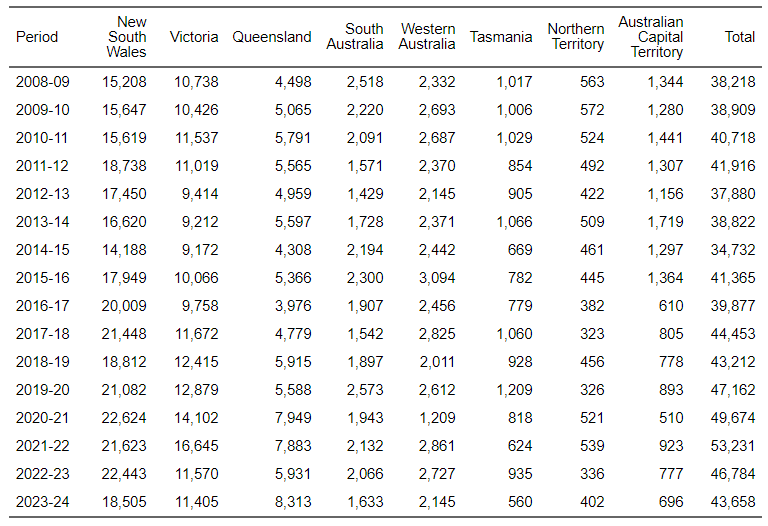 Period New South Wales Victoria Queensland South Australia Western Australia Tasmania Northern Territory Australian Capital Territory Total
2008-09 15,208 10,738 4,498 2,518 2,332 1,017 563 1,344 38,218
2009-10 15,647 10,426 5,065 2,220 2,693 1,006 572 1,280 38,909
2010-11 15,619 11,537 5,791 2,091 2,687 1,029 524 1,441 40,718
2011-12 18,738 11,019 5,565 1,571 2,370 854 492 1,307 41,916
2012-13 17,450 9,414 4,959 1,429 2,145 905 422 1,156 37,880
2013-14 16,620 9,212 5,597 1,728 2,371 1,066 509 1,719 38,822
2014-15 14,188 9,172 4,308 2,194 2,442 669 461 1,297 34,732
2015-16 17,949 10,066 5,366 2,300 3,094 782 445 1,364 41,365
2016-17 20,009 9,758 3,976 1,907 2,456 779 382 610 39,877
2017-18 21,448 11,672 4,779 1,542 2,825 1,060 323 805 44,453
2018-19 18,812 12,415 5,915 1,897 2,011 928 456 778 43,212
2019-20 21,082 12,879 5,588 2,573 2,612 1,209 326 893 47,162
2020-21 22,624 14,102 7,949 1,943 1,209 818 521 510 49,674
2021-22 21,623 16,645 7,883 2,132 2,861 624 539 923 53,231
2022-23 22,443 11,570 5,931 2,066 2,727 935 336 777 46,784
2023-24 18,505 11,405 8,313 1,633 2,145 560 402 696 43,658